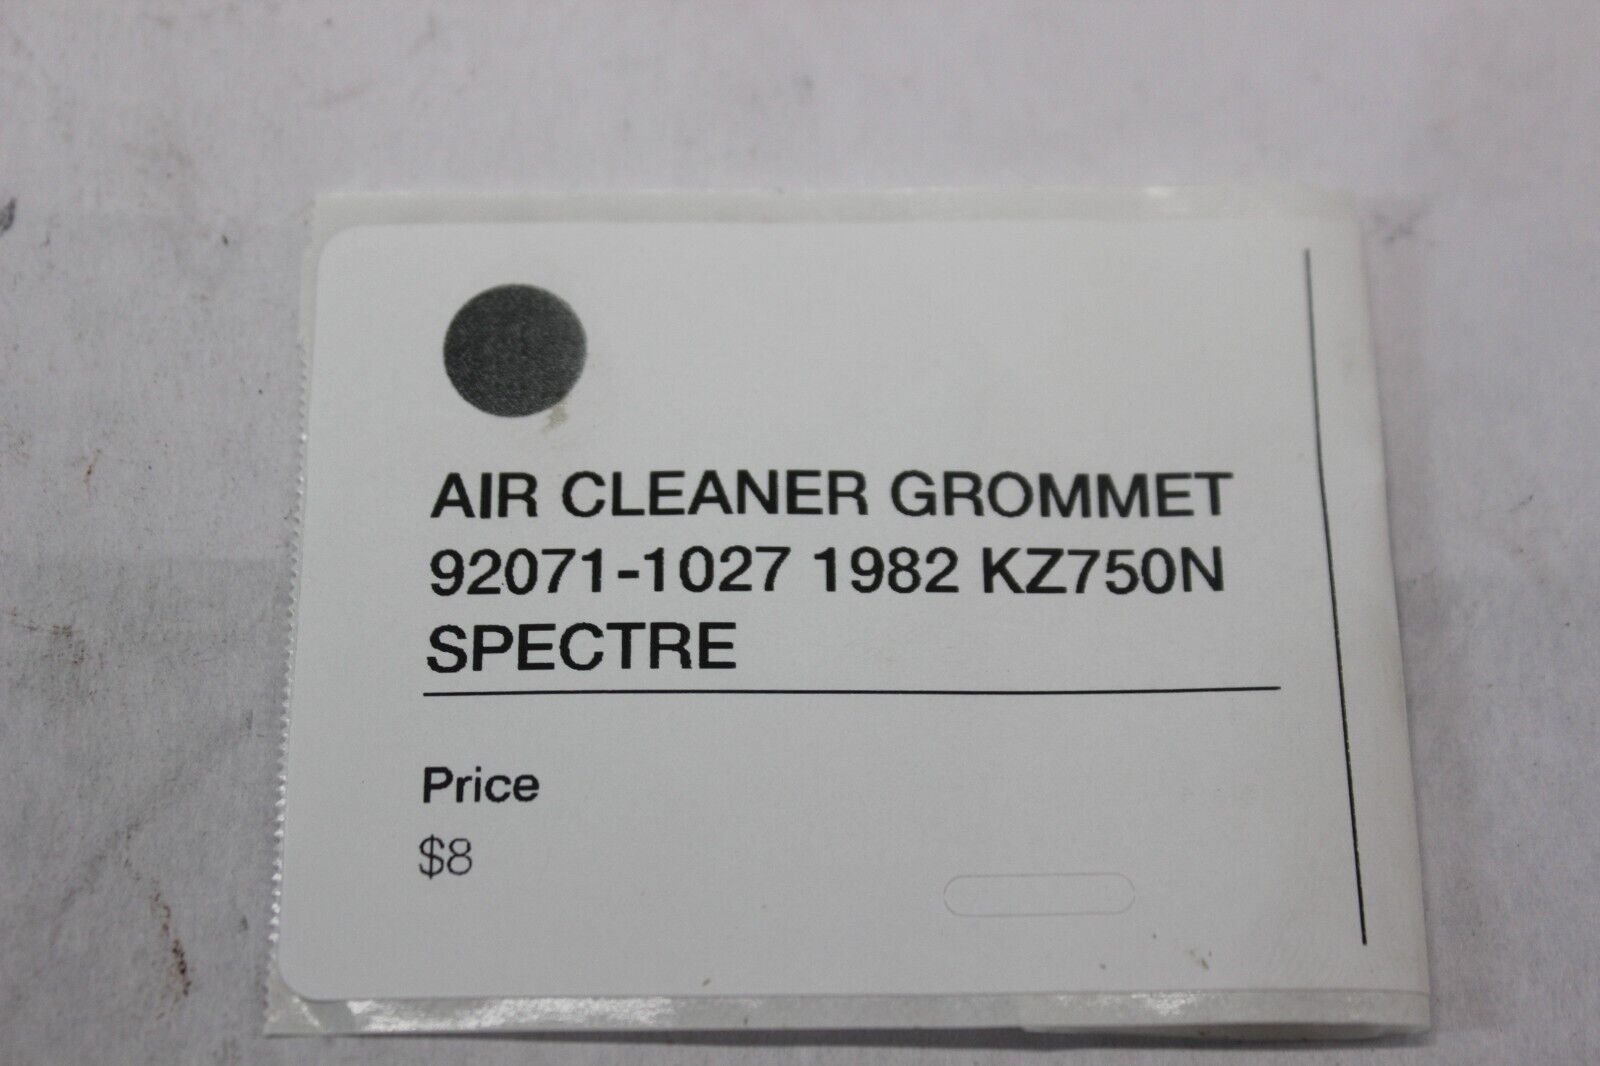 AIR CLEANER GROMMET
92071-1027 1982 KZ750N
SPECTRE
Price
$8